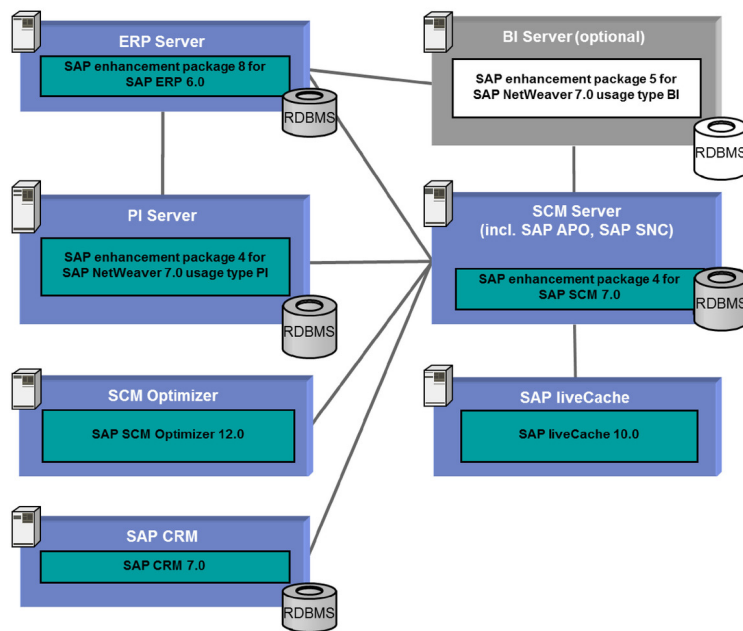 ERP Server
SAP enhancement package 8 for
SAP ERP 6.0
RDBMS
BI Server (optional)
SAP enhancement package 5 for
SAP NetWeaver 7.0 usage type BI
RDBMS
PI Server
SAP enhancement package 4 for
SAP NetWeaver 7.0 usage type PI
RDBMS
SCM Server
(incl. SAP APO, SAP SNC)
SAP enhancement package 4 for
SAP SCM 7.0
RDBMS
SCM Optimizer
SAP SCM Optimizer 12.0
SAP liveCache
SAP liveCache 10.0
SAP CRM
SAP CRM 7.0
RDBMS